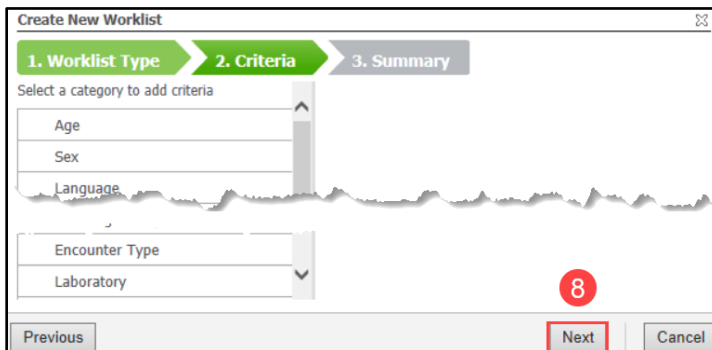 Create New Worklist
1. Worklist Type 2. Criteria 3. Summary
Select a category to add criteria
Age
Sex
Language
Encounter Type
Laboratory
8
Previous Next Cancel